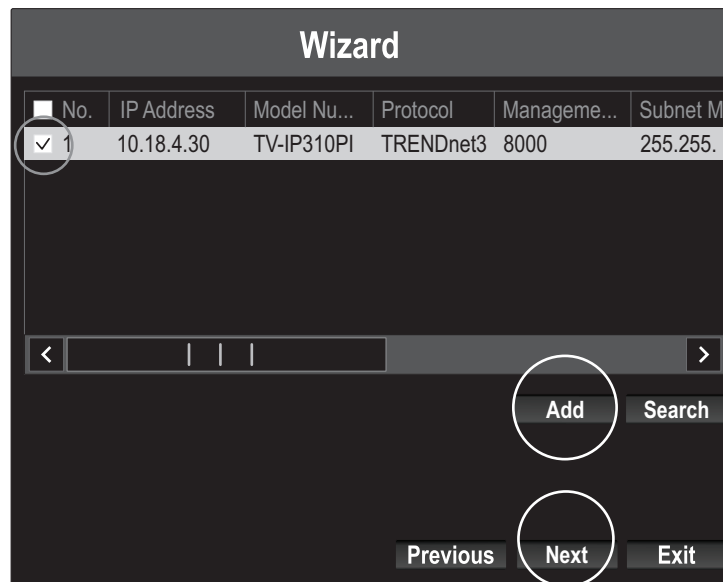 Wizard
No. IP Address Model Nu... Protocol Manageme... Subnet M
1 10.18.4.30 TV-IP310PI TRENDnet3 8000 255.255.
Add Search
Previous Next Exit